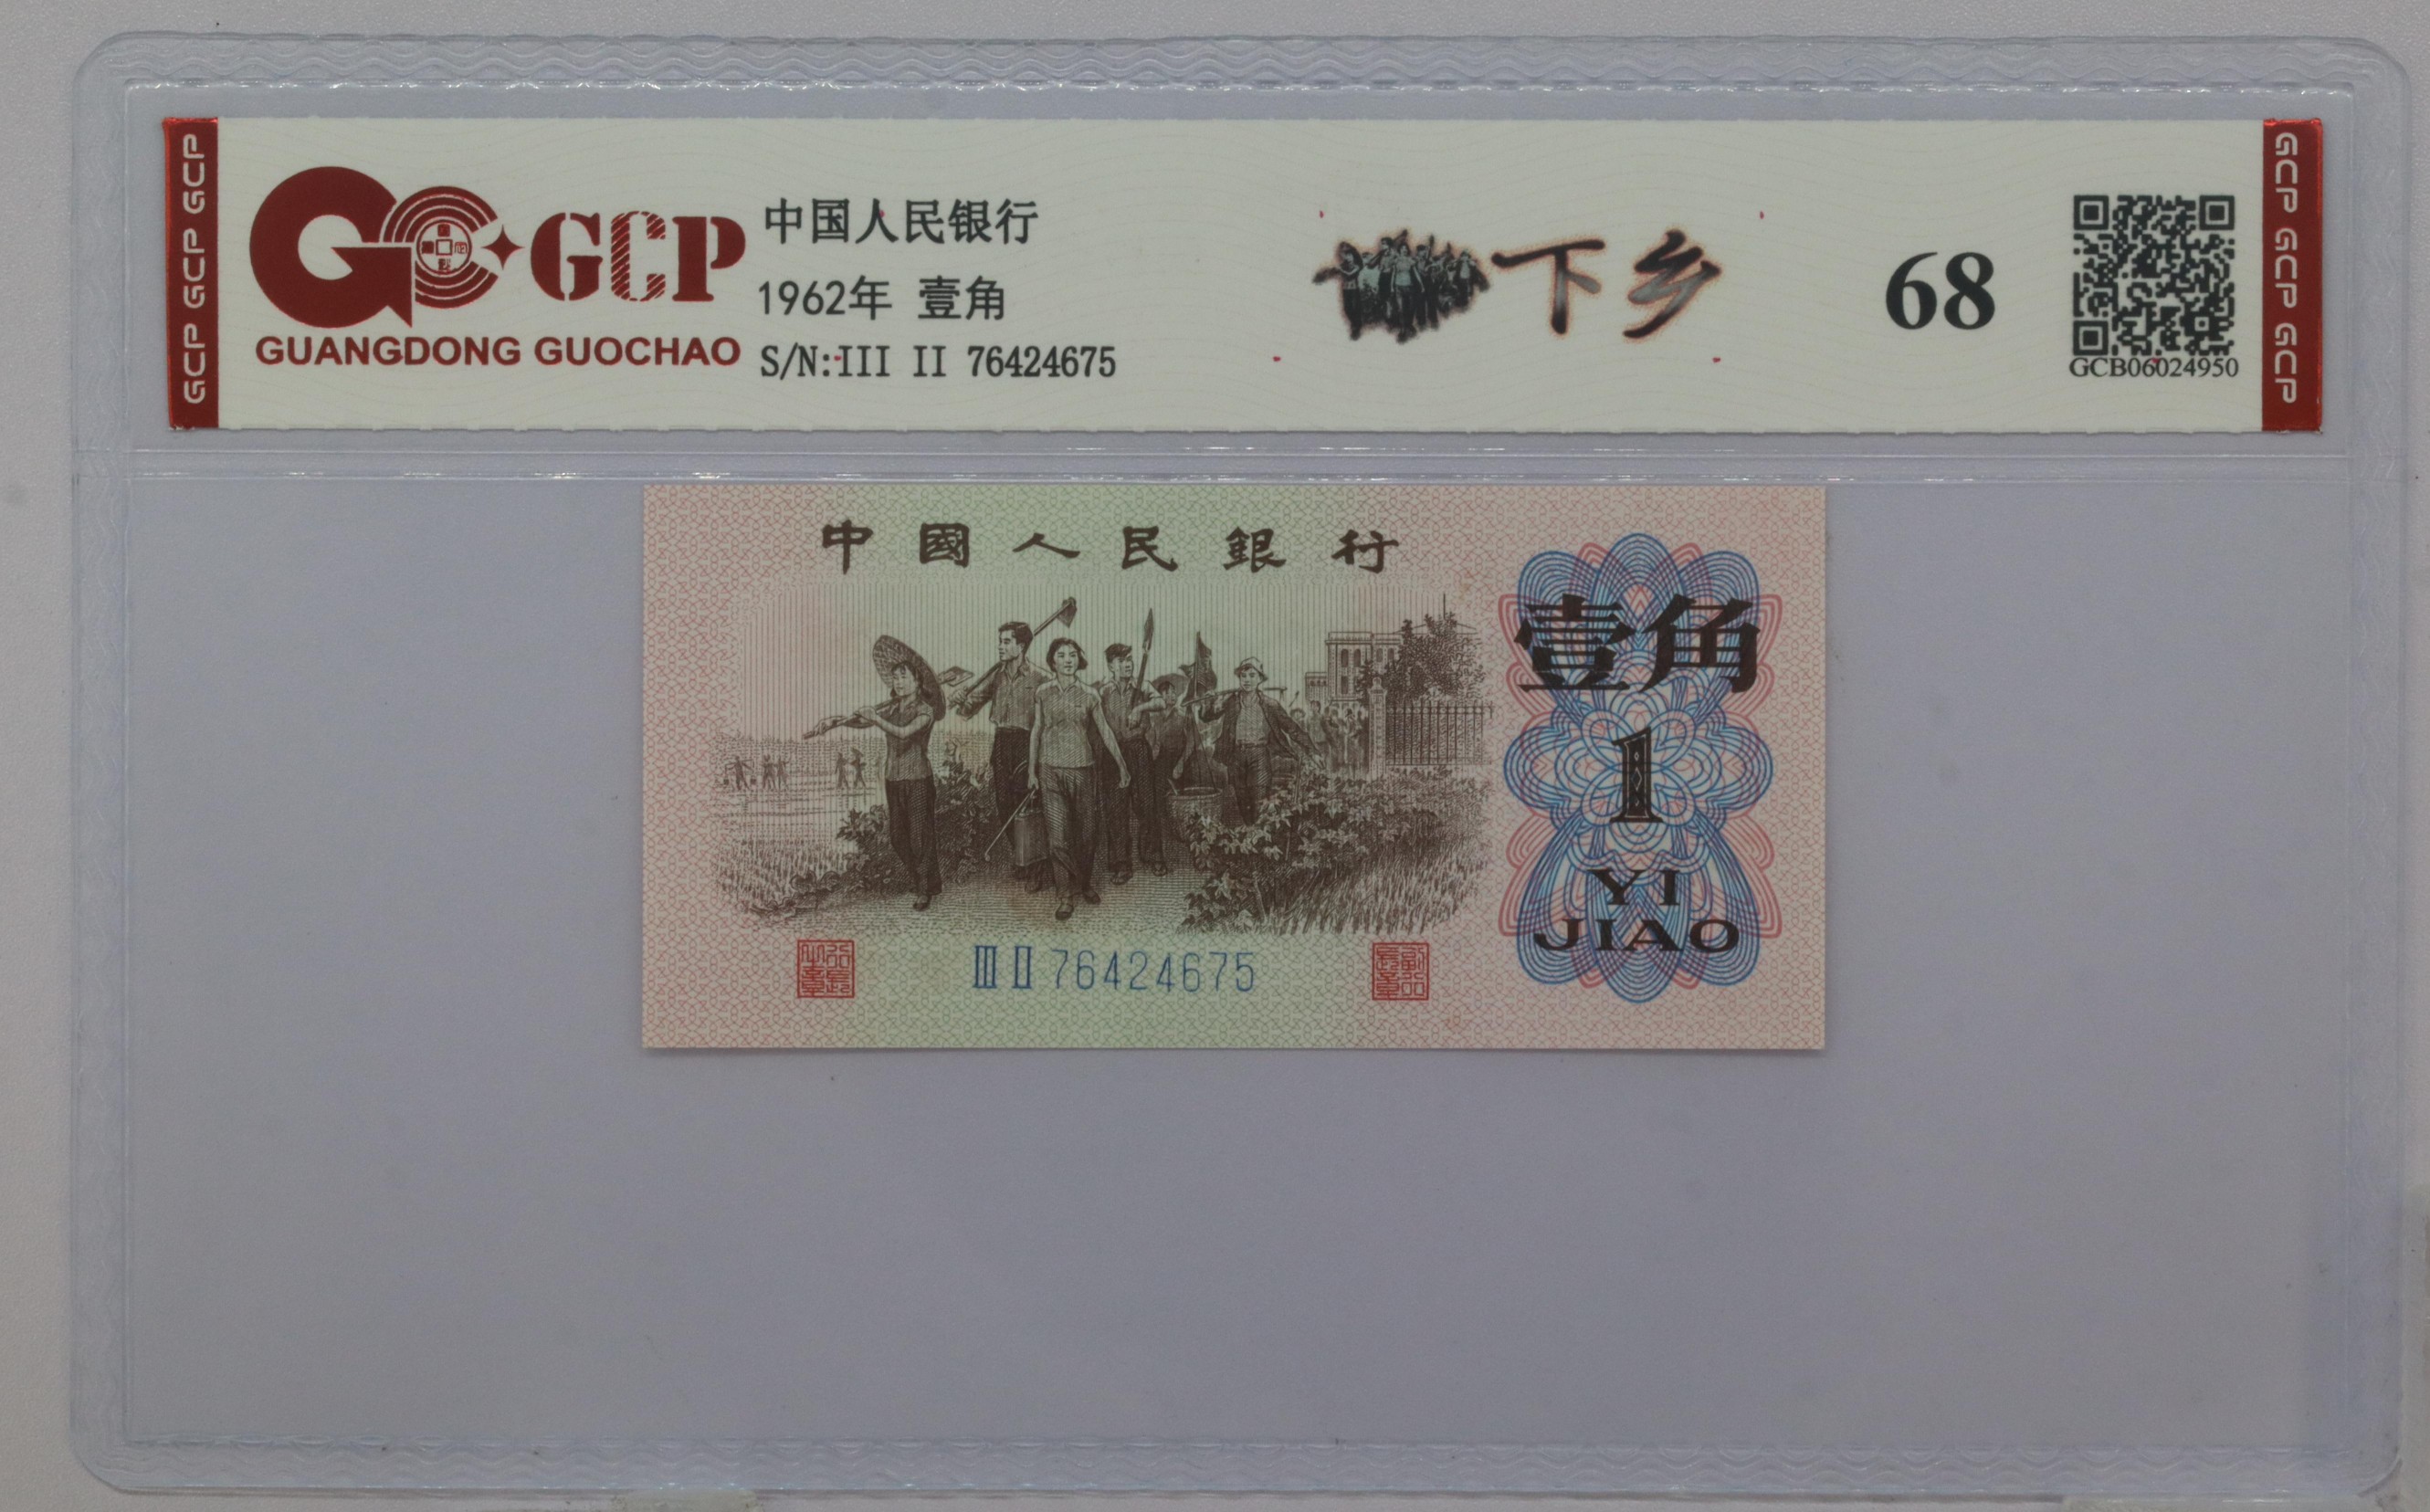 GCP GCP GCP
GCP
GUANGDONG GUOCHAO
中国人民银行
1962年 壹角
S/N:III II 76424675
下乡
68
GCB06024950
GCP GCP GCP
中國人民銀行
壹角
1
YI
JIAO
III II 76424675